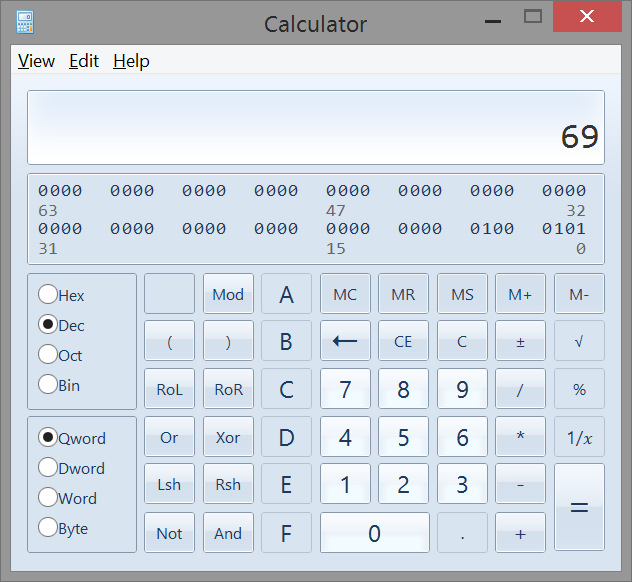 Calculator
View Edit Help
69
0000 0000 0000 0000 0000 0000 0000 0000
63 47 32
0000 0000 0000 0000 0000 0000 0100 0101
31 15 0
Hex Mod A MC MR MS M+ M-
Dec ( ) B ← CE C ± √
Oct RoL RoR C 7 8 9 / %
Bin
Qword Or Xor D 4 5 6 * 1/x
Dword
Word Lsh Rsh E 1 2 3 - =
Byte Not And F 0 . +